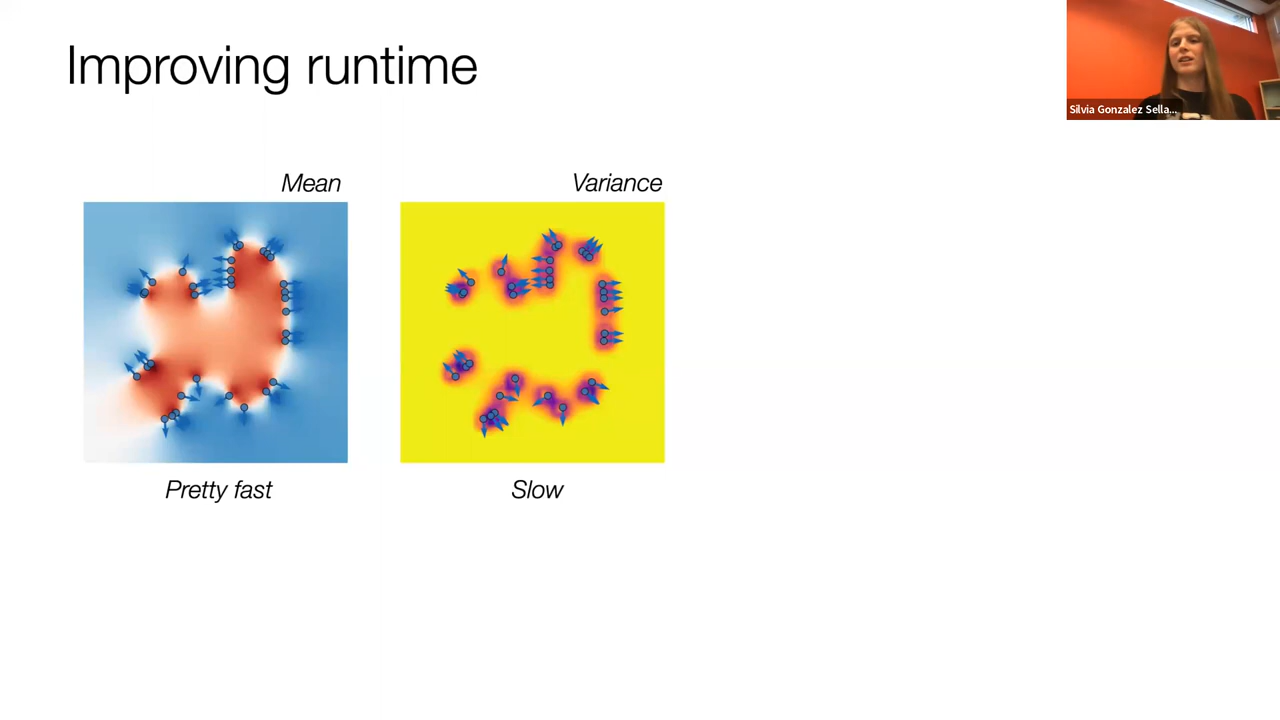 Improving runtime
Silvia Gonzalez Sella...
Mean
Variance
Pretty fast
Slow